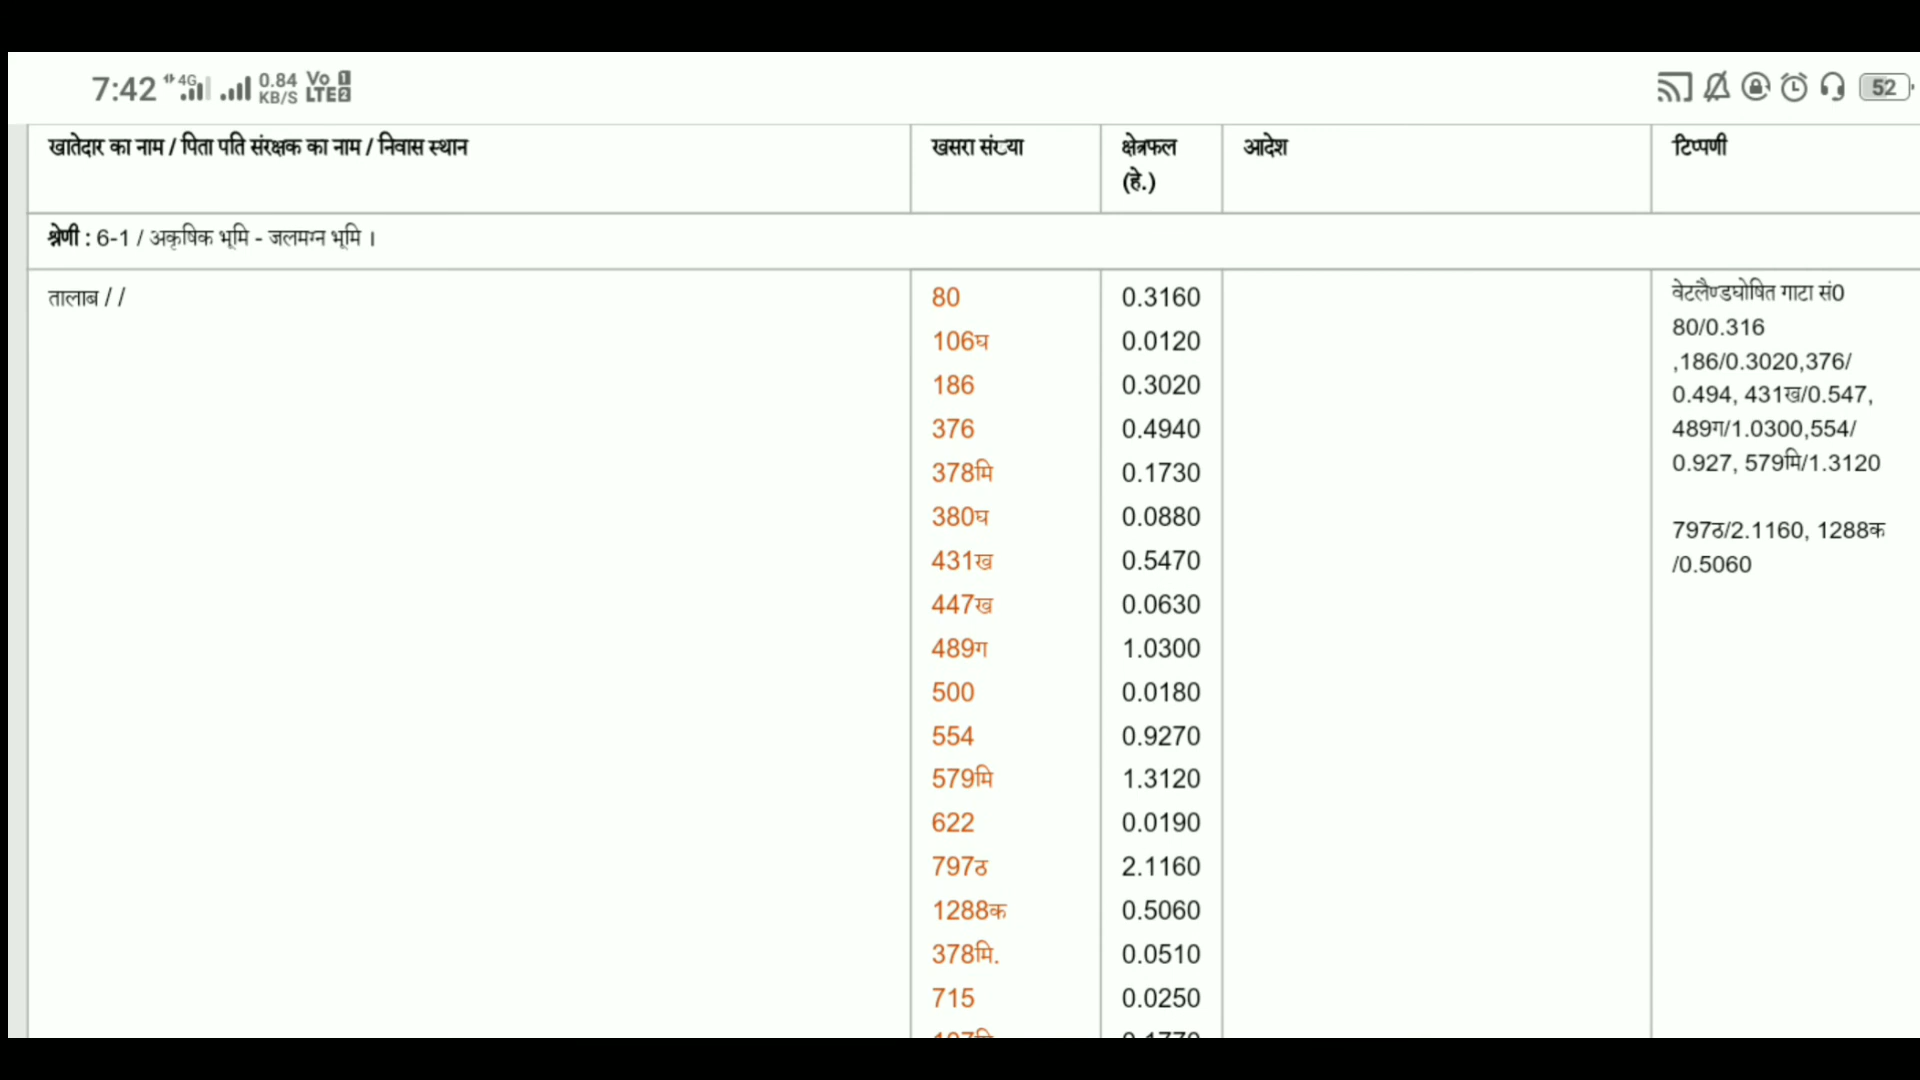 7:42 4G 0.84 KB/S Vo LTE 1 2 52
खातेदार का नाम / पिता पति संरक्षक का नाम / निवास स्थान खसरा संख्या क्षेत्रफल (हे.) आदेश टिप्पणी
श्रेणी : 6-1 / अकृषिक भूमि - जलमग्न भूमि ।
तालाब / /
80 0.3160
106घ 0.0120
186 0.3020
376 0.4940
378मि 0.1730
380घ 0.0880
431ख 0.5470
447ख 0.0630
489ग 1.0300
500 0.0180
554 0.9270
579मि 1.3120
622 0.0190
797ठ 2.1160
1288क 0.5060
378मि. 0.0510
715 0.0250
वेटलैण्डघोषित गाटा सं0
80/0.316
,186/0.3020,376/
0.494, 431ख/0.547,
489ग/1.0300,554/
0.927, 579मि/1.3120
797ठ/2.1160, 1288क
/0.5060